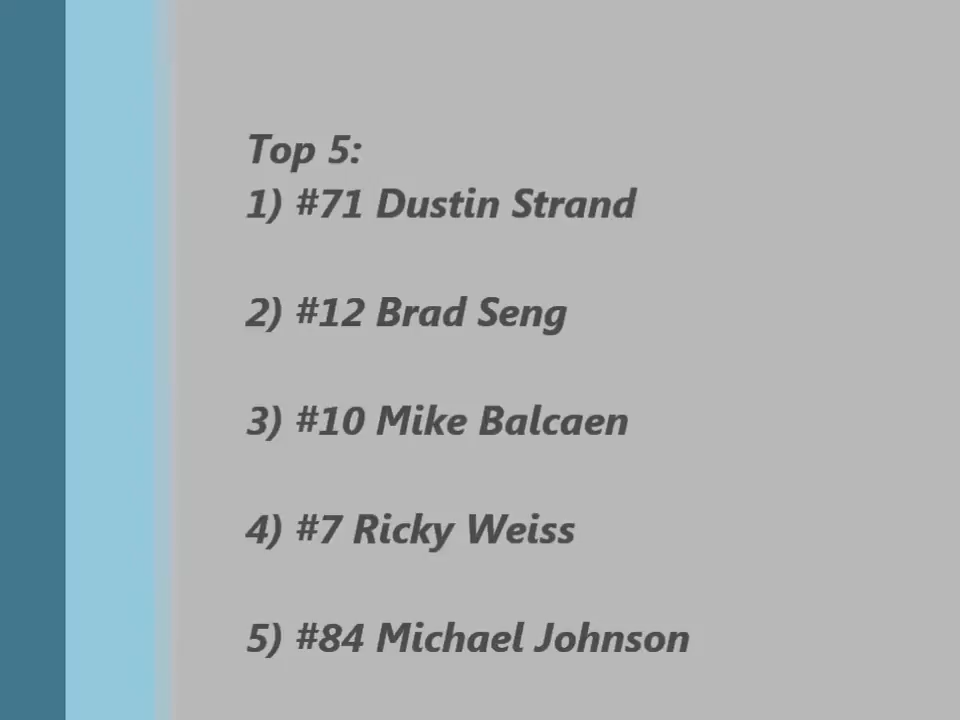 Top 5:
1) #71 Dustin Strand
2) #12 Brad Seng
3) #10 Mike Balcaen
4) #7 Ricky Weiss
5) #84 Michael Johnson